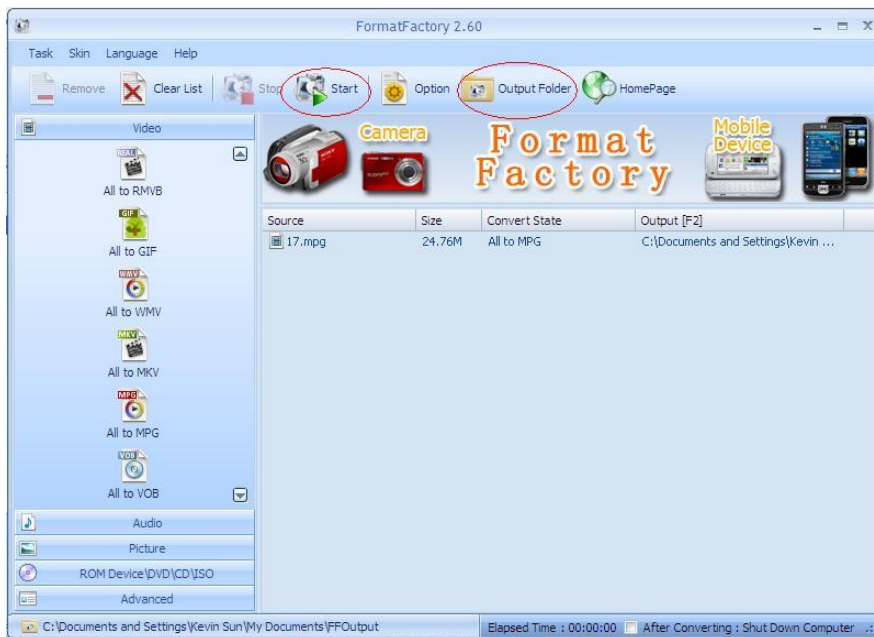 FormatFactory 2.60
Task Skin Language Help
Remove Clear List Stop Start Option Output Folder HomePage
Video
REAL
All to RMVB
GIF
All to GIF
WMV
All to WMV
MKV
All to MKV
MPG
All to MPG
VOB
All to VOB
Audio
Picture
ROM Device\DVD\CD\ISO
Advanced
Camera
Format
Factory
Mobile
Device
Source Size Convert State Output [F2]
17.mpg 24.76M All to MPG C:\Documents and Settings\Kevin ...
C:\Documents and Settings\Kevin Sun\My Documents\FFOutput Elapsed Time : 00:00:00 After Converting : Shut Down Computer